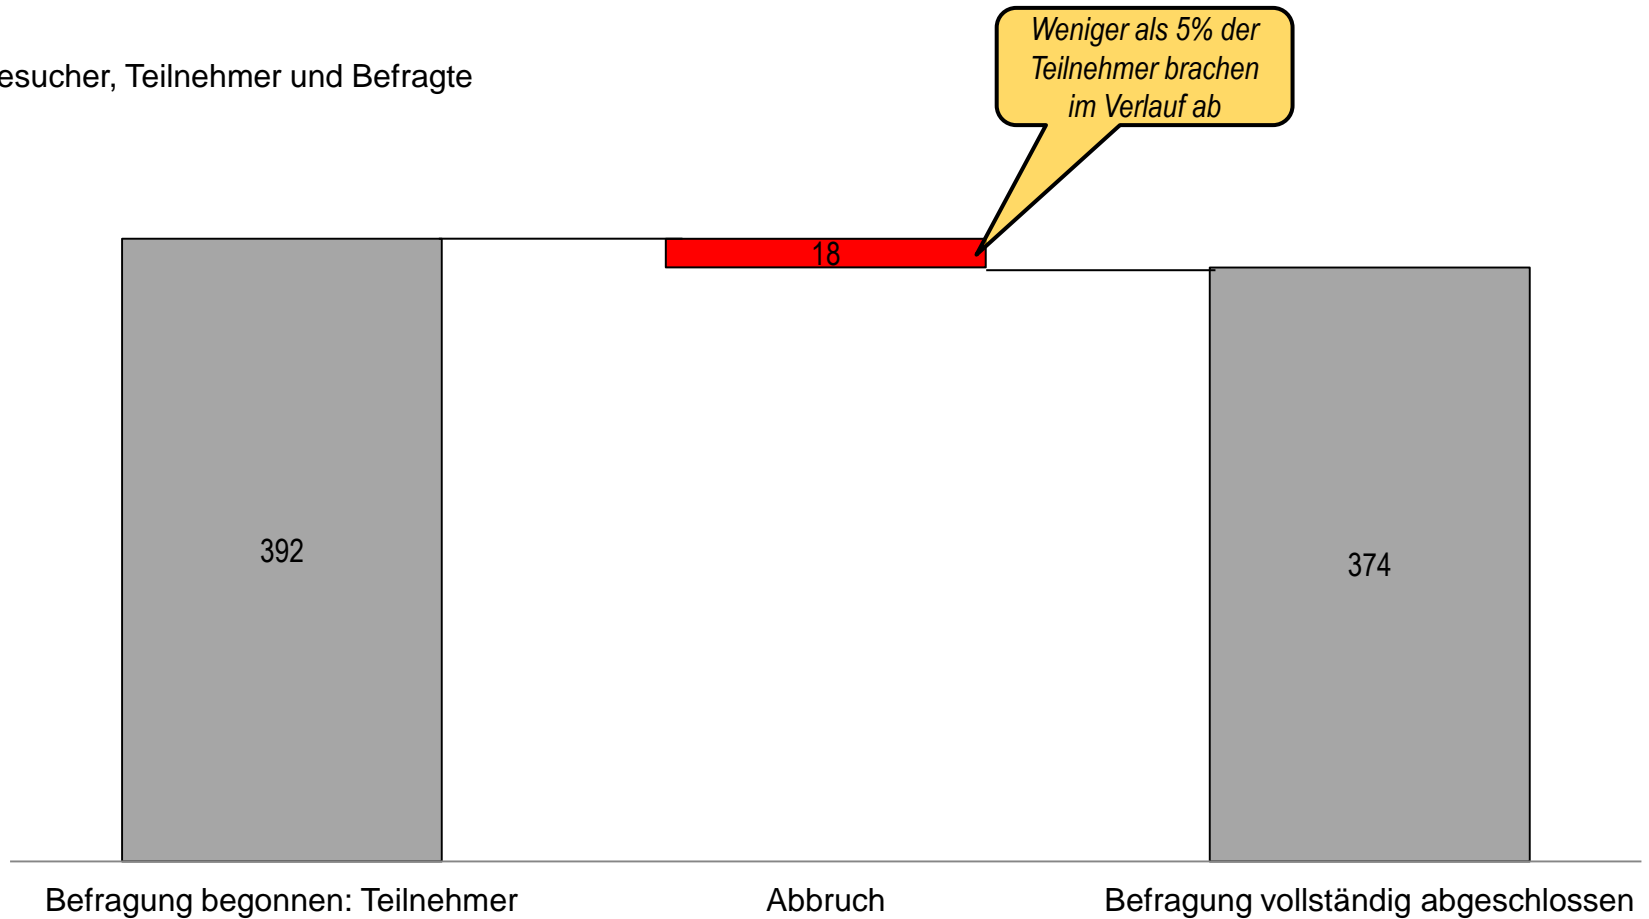 Weniger als 5% der
Teilnehmer brachen
im Verlauf ab
esucher, Teilnehmer und Befragte
18
392
374
Befragung begonnen: Teilnehmer
Abbruch
Befragung vollständig abgeschlossen